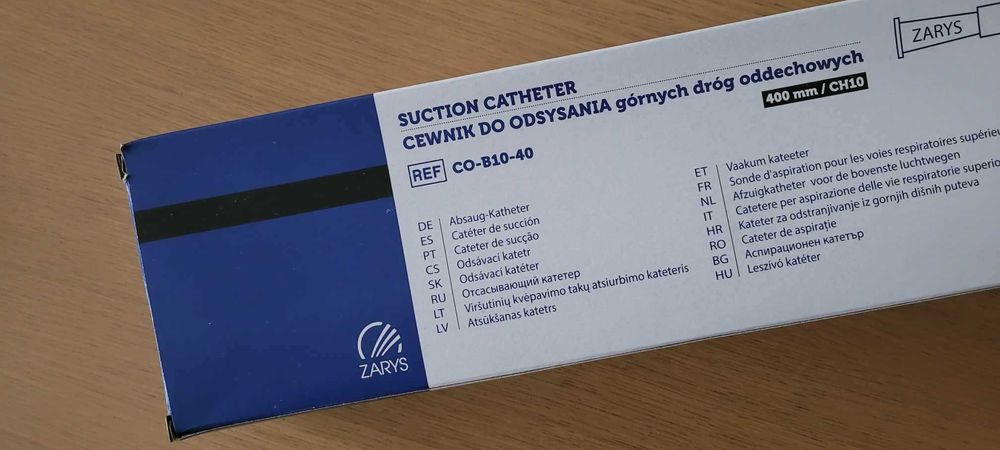 ZARYS
SUCTION CATHETER
CEWNIK DO ODSYSANIA górnych dróg oddechowych
400 mm / CH10
REF CO-B10-40
DE Absaug-Katheter
ES Catéter de succión
PT Cateter de sucção
CS Odsávací katetr
SK Odsávací katéter
RU Отсасывающий катетер
LT Viršutinių kvėpavimo takų atsiurbimo kateteris
LV Atsūkšanas katetrs
ET Vaakum kateeter
FR Sonde d'aspiration pour les voies respiratoires
NL Afzuigkatheter voor de bovenste luchtwegen
IT Catetere per aspirazione delle vie respiratorie
HR Kateter za odstranjivanje iz gornjih dišnih puteva
RO Cateter de aspirație
BG Аспирационен катетър
HU Leszívó katéter
ZARYS